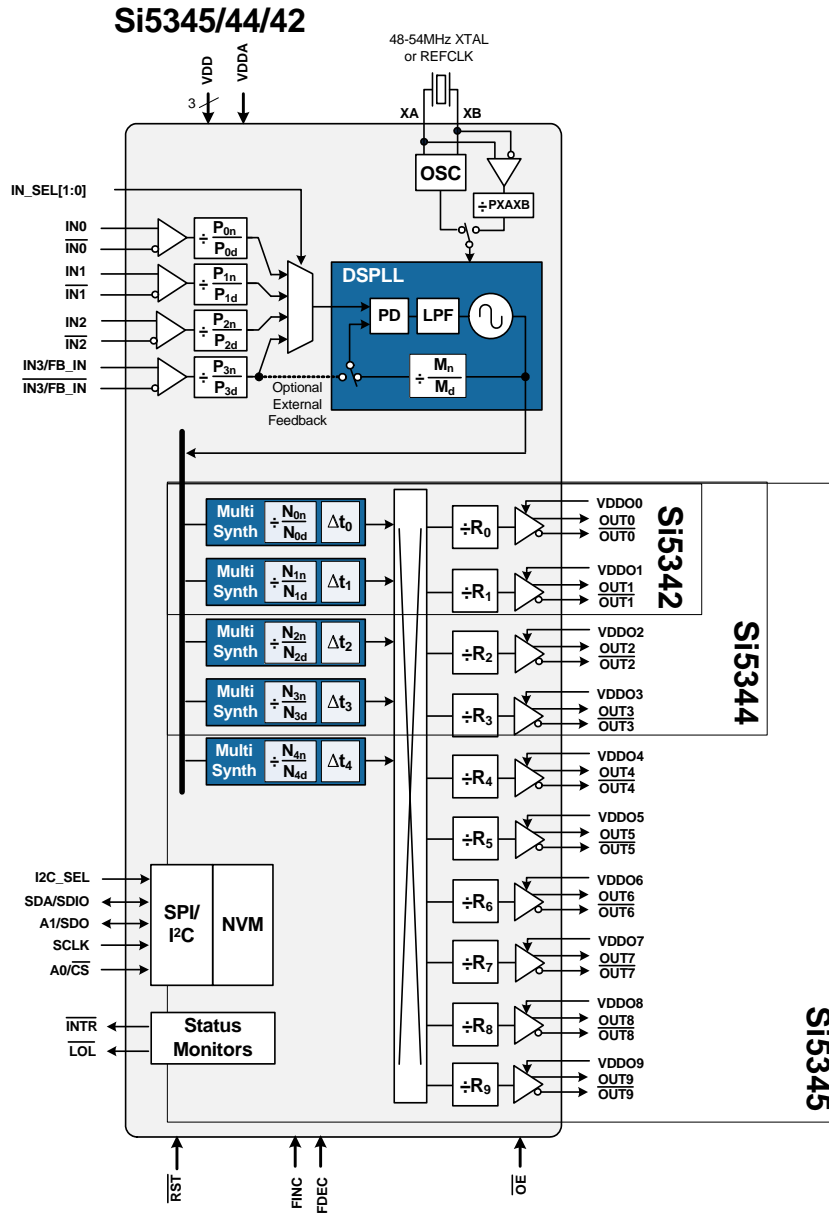 Si5345/44/42
48-54MHz XTAL
or REFCLK
VDD
VDDA
3
XA
XB
OSC
÷PXAXB
IN_SEL[1:0]
IN0
IN0
÷ P0n
P0d
IN1
IN1
÷ P1n
P1d
IN2
IN2
÷ P2n
P2d
IN3/FB_IN
IN3/FB_IN
÷ P3n
P3d
Optional
External
Feedback
DSPLL
PD
LPF
÷ Mn
Md
Multi
Synth
÷ N0n
N0d
Δt0
Multi
Synth
÷ N1n
N1d
Δt1
Multi
Synth
÷ N2n
N2d
Δt2
Multi
Synth
÷ N3n
N3d
Δt3
Multi
Synth
÷ N4n
N4d
Δt4
÷R0
VDDO0
OUT0
OUT0
÷R1
VDDO1
OUT1
OUT1
÷R2
VDDO2
OUT2
OUT2
÷R3
VDDO3
OUT3
OUT3
÷R4
VDDO4
OUT4
OUT4
÷R5
VDDO5
OUT5
OUT5
÷R6
VDDO6
OUT6
OUT6
÷R7
VDDO7
OUT7
OUT7
÷R8
VDDO8
OUT8
OUT8
÷R9
VDDO9
OUT9
OUT9
Si5342
Si5344
Si5345
I2C_SEL
SDA/SDIO
A1/SDO
SCLK
A0/CS
SPI/
I²C
NVM
INTR
LOL
Status
Monitors
RST
FINC
FDEC
OE